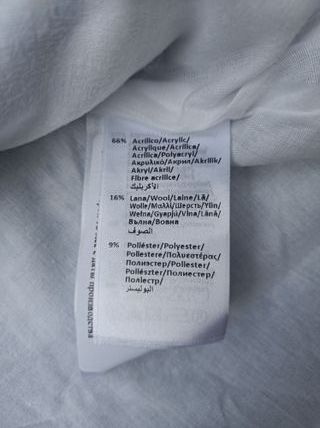 66% Acrílico/Acrylic/
Acrylique/Acrilica/
Acrílica/Polyacryl/
Ακρυλικό/Акрил/Akrilik/
Akryl/Akril/
Fibre acrilice/
الأكريليك
16% Lana/Wool/Laine/Lã/
Wolle/Μαλλί/Шерсть/Yün/
Wełna/Gyapjú/Vlna/Lână/
Вълна/Вовна
الصوف
9% Poliéster/Polyester/
Poliestere/Πολυεστέρας/
Полиэстер/Poliester/
Poliészter/Полиестер/
Поліестр/
البوليستر